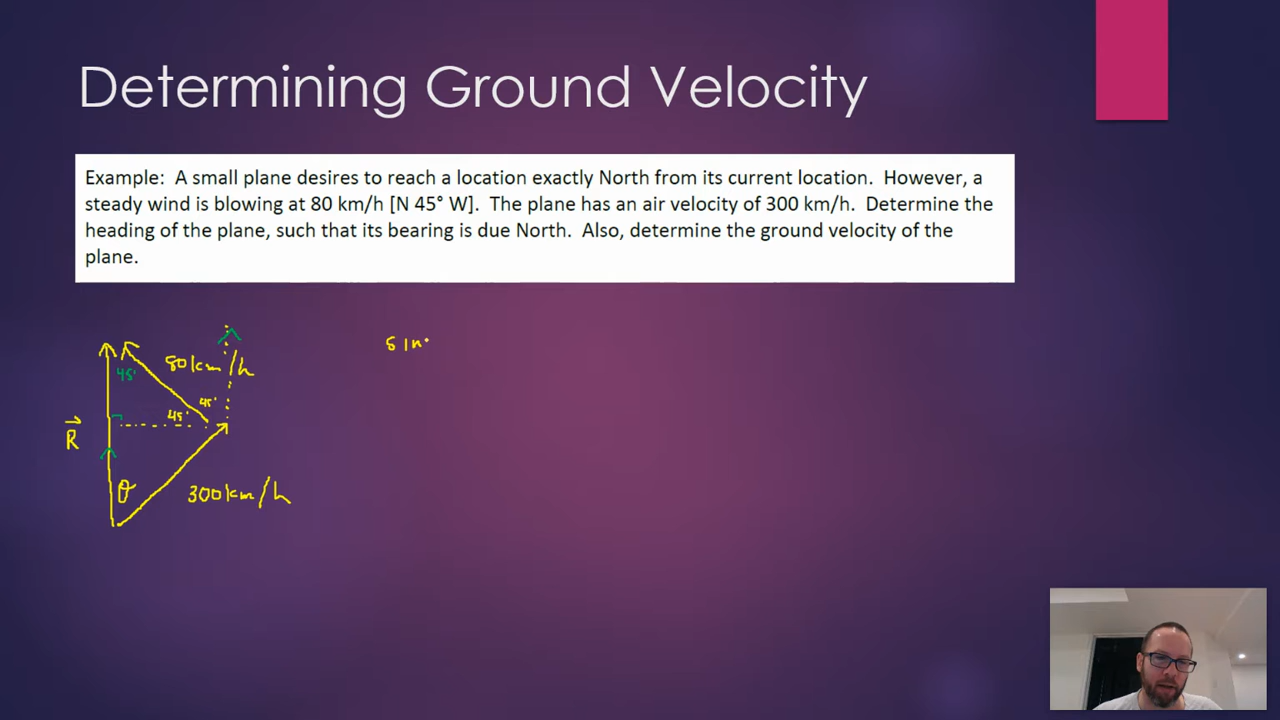 Determining Ground Velocity
Example: A small plane desires to reach a location exactly North from its current location. However, a
steady wind is blowing at 80 km/h [N 45° W]. The plane has an air velocity of 300 km/h. Determine the
heading of the plane, such that its bearing is due North. Also, determine the ground velocity of the
plane.
sin
80km/h
45°
45°
45°
R
θ
300km/h